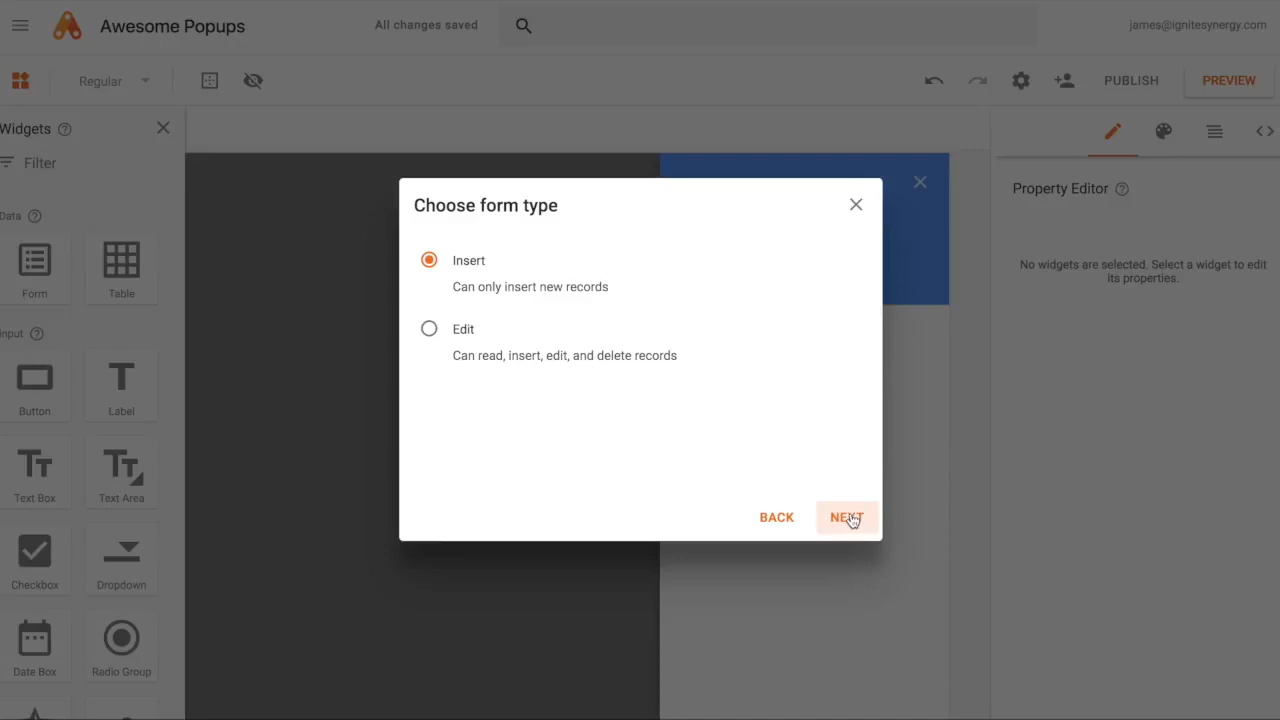 Awesome Popups
All changes saved
james@ignitesynergy.com
Regular
PUBLISH
PREVIEW
Widgets
Filter
Data
Form
Table
Input
Button
Label
Text Box
Text Area
Checkbox
Dropdown
Date Box
Radio Group
Choose form type
Insert
Can only insert new records
Edit
Can read, insert, edit, and delete records
BACK
NEXT
Property Editor
No widgets are selected. Select a widget to edit
its properties.